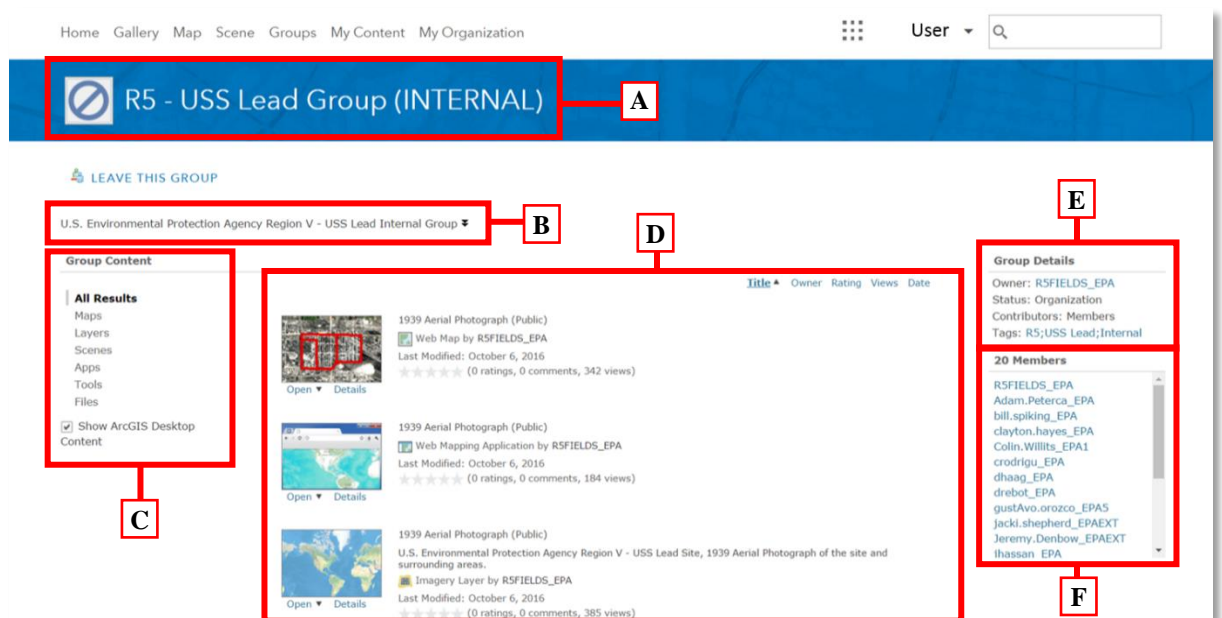 Home Gallery Map Scene Groups My Content My Organization User
R5 - USS Lead Group (INTERNAL)
A
LEAVE THIS GROUP
U.S. Environmental Protection Agency Region V - USS Lead Internal Group
B
Group Content
All Results
Maps
Layers
Scenes
Apps
Tools
Files
Show ArcGIS Desktop
Content
C
D
Title Owner Rating Views Date
1939 Aerial Photograph (Public)
Web Map by R5FIELDS_EPA
Last Modified: October 6, 2016
(0 ratings, 0 comments, 342 views)
Open Details
1939 Aerial Photograph (Public)
Web Mapping Application by R5FIELDS_EPA
Last Modified: October 6, 2016
(0 ratings, 0 comments, 184 views)
Open Details
1939 Aerial Photograph (Public)
U.S. Environmental Protection Agency Region V - USS Lead Site, 1939 Aerial Photograph of the site and
surrounding areas.
Imagery Layer by R5FIELDS_EPA
Last Modified: October 6, 2016
(0 ratings, 0 comments, 385 views)
Open Details
E
Group Details
Owner: R5FIELDS_EPA
Status: Organization
Contributors: Members
Tags: R5;USS Lead;Internal
20 Members
R5FIELDS_EPA
Adam.Peterca_EPA
bill.spiking_EPA
clayton.hayes_EPA
Colin.Willits_EPA1
crodrigu_EPA
dhaag_EPA
drebot_EPA
gustAvo.orozco_EPA5
jacki.shepherd_EPAEXT
Jeremy.Denbow_EPAEXT
lhassan_EPA
F